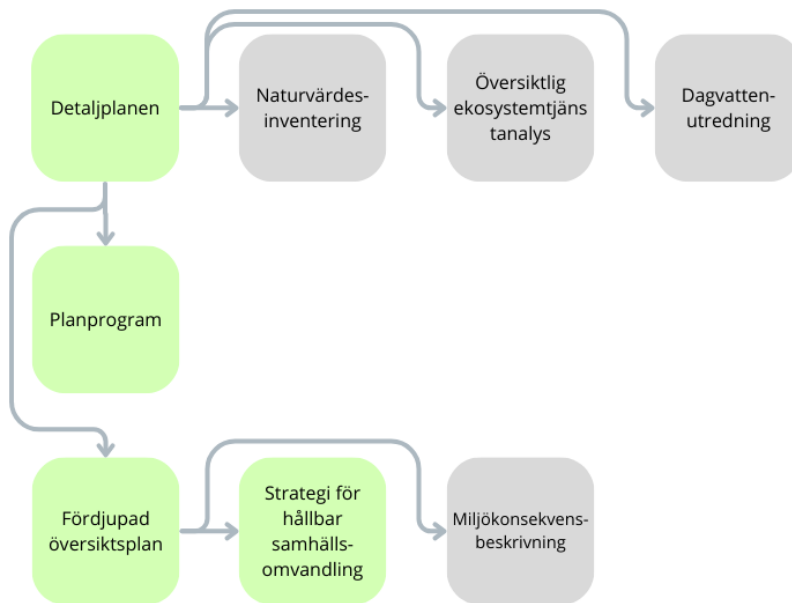 Detaljplanen
Naturvärdes-
inventering
Översiktlig
ekosystemtjäns
tanalys
Dagvatten-
utredning
Planprogram
Fördjupad
översiktsplan
Strategi för
hållbar
samhälls-
omvandling
Miljökonsekvens-
beskrivning